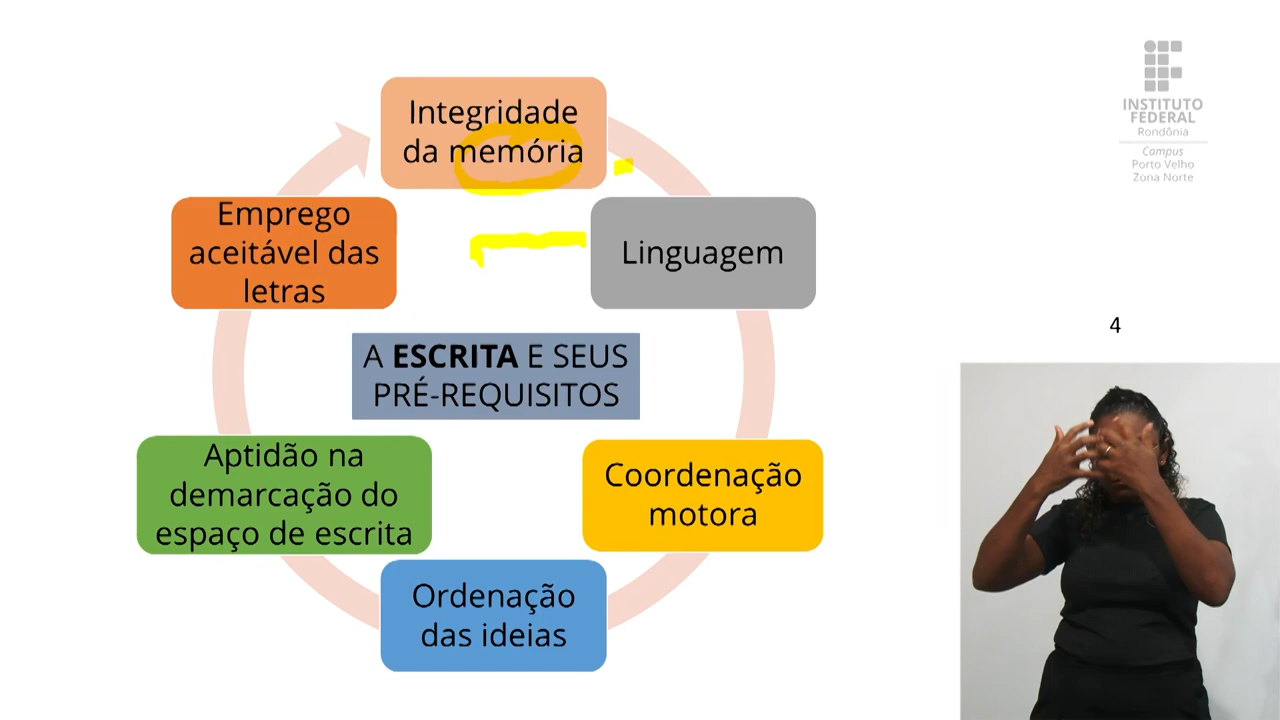 Integridade
da memória
Linguagem
Coordenação
motora
Ordenação
das ideias
Aptidão na
demarcação do
espaço de escrita
Emprego
aceitável das
letras
A ESCRITA E SEUS
PRÉ-REQUISITOS
INSTITUTO
FEDERAL
Rondônia
Campus
Porto Velho
Zona Norte
4